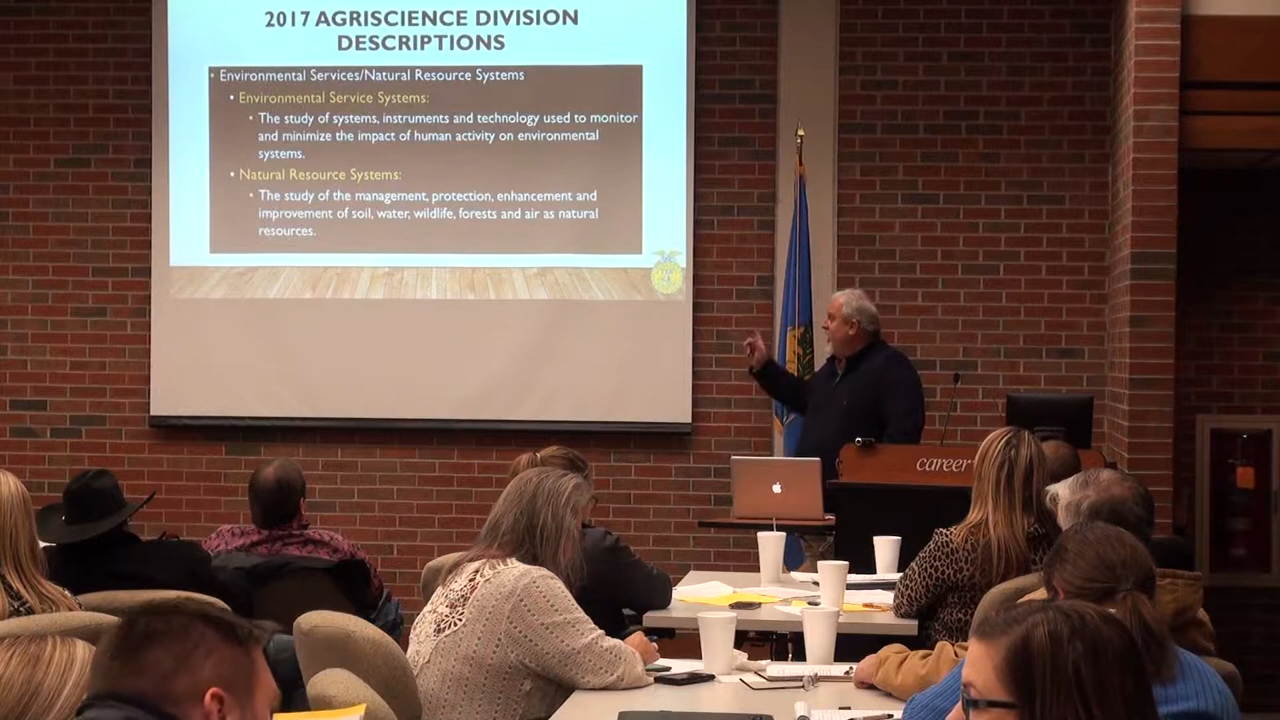 2017 AGRISCIENCE DIVISION
DESCRIPTIONS
• Environmental Services/Natural Resource Systems
• Environmental Service Systems:
• The study of systems, instruments and technology used to monitor
and minimize the impact of human activity on environmental
systems.
• Natural Resource Systems:
• The study of the management, protection, enhancement and
improvement of soil, water, wildlife, forests and air as natural
resources.
career